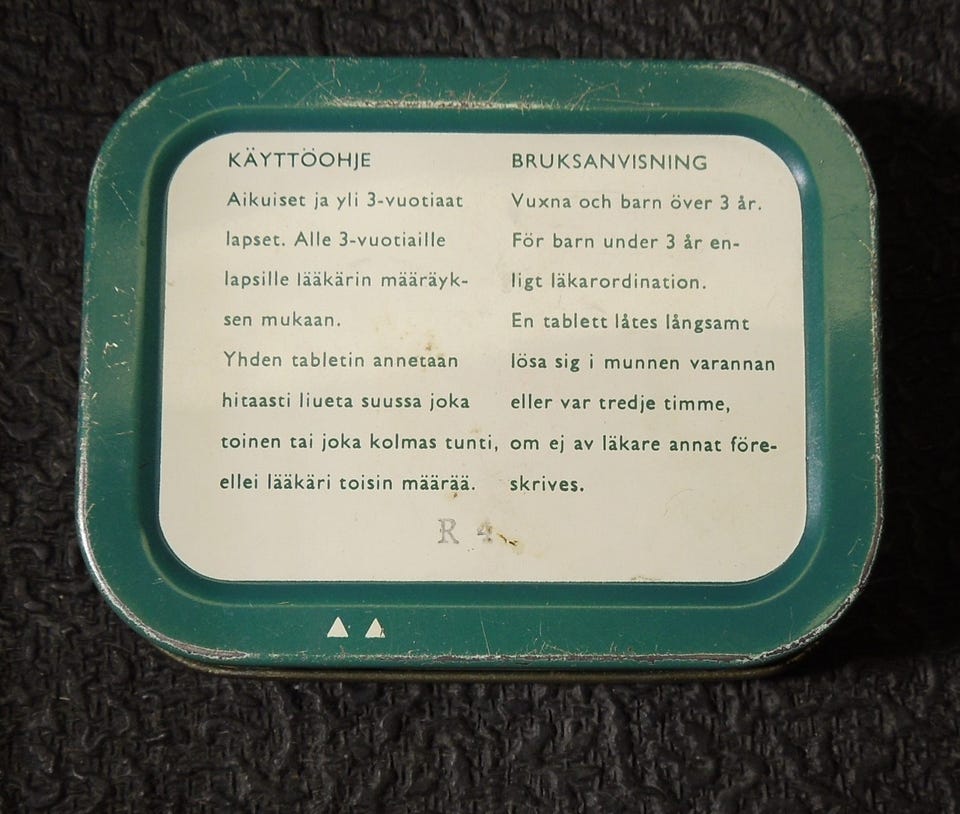 KÄYTTÖOHJE
Aikuiset ja yli 3-vuotiaat
lapset. Alle 3-vuotiaille
lapsille lääkärin määräyk-
sen mukaan.
Yhden tabletin annetaan
hitaasti liueta suussa joka
toinen tai joka kolmas tunti,
ellei lääkäri toisin määrää.
BRUKSANVISNING
Vuxna och barn över 3 år.
För barn under 3 år en-
ligt läkarordination.
En tablett låtes långsamt
lösa sig i munnen varannan
eller var tredje timme,
om ej av läkare annat före-
skrives.
R 4